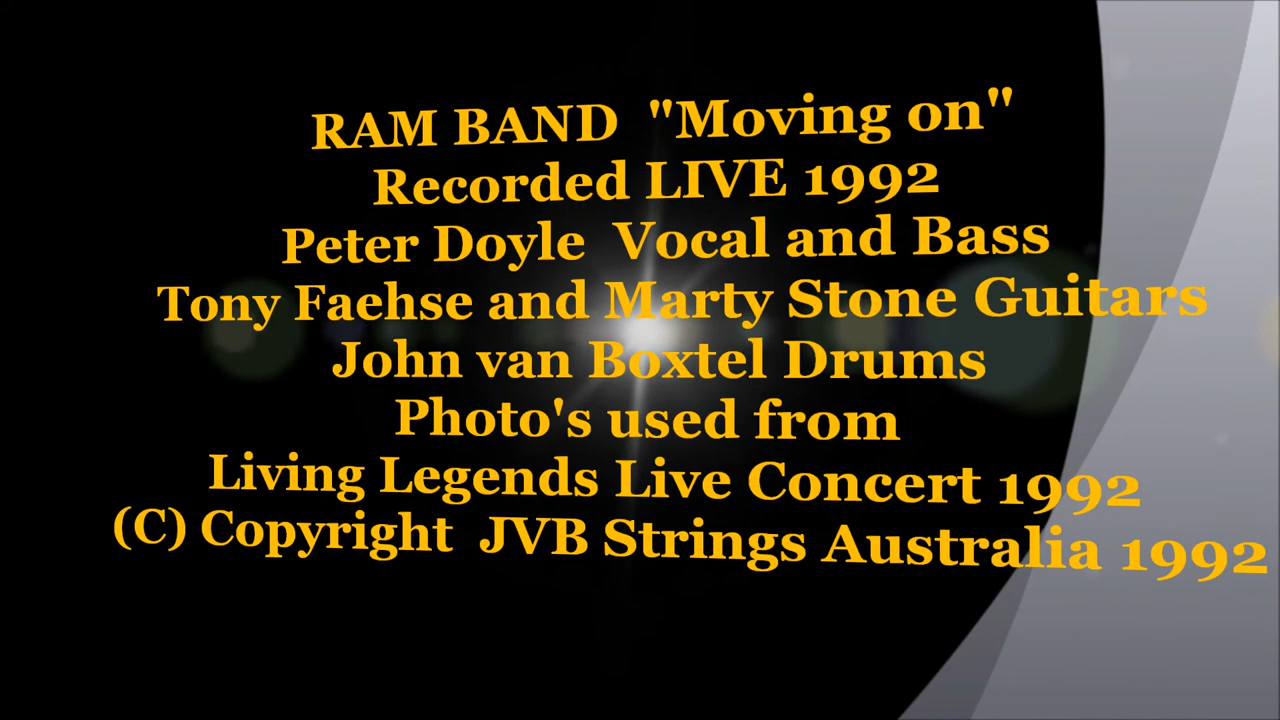 RAM BAND "Moving on"
Recorded LIVE 1992
Peter Doyle Vocal and Bass
Tony Faehse and Marty Stone Guitars
John van Boxtel Drums
Photo's used from
Living Legends Live Concert 1992
(C) Copyright JVB Strings Australia 1992